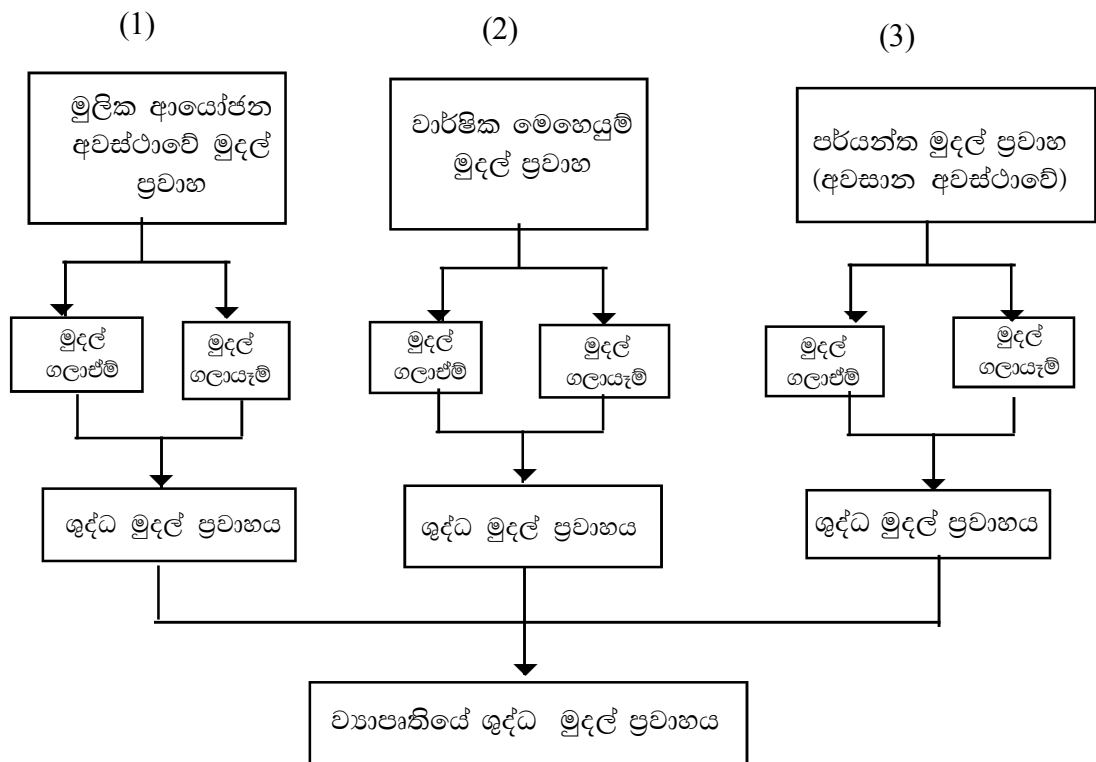 (1)
(2)
(3)
මුලික ආයෝජන
අවස්ථාවේ මුදල්
ප්‍රවාහ
වාර්ෂික මෙහෙයුම්
මුදල් ප්‍රවාහ
පර්යන්ත මුදල් ප්‍රවාහ
(අවසාන අවස්ථාවේ)
මුදල්
ගලාඒම්
මුදල්
ගලායෑම්
මුදල්
ගලාඒම්
මුදල්
ගලායෑම්
මුදල්
ගලාඒම්
මුදල්
ගලායෑම්
ශුද්ධ මුදල් ප්‍රවාහය
ශුද්ධ මුදල් ප්‍රවාහය
ශුද්ධ මුදල් ප්‍රවාහය
ව්‍යාපෘතියේ ශුද්ධ මුදල් ප්‍රවාහය